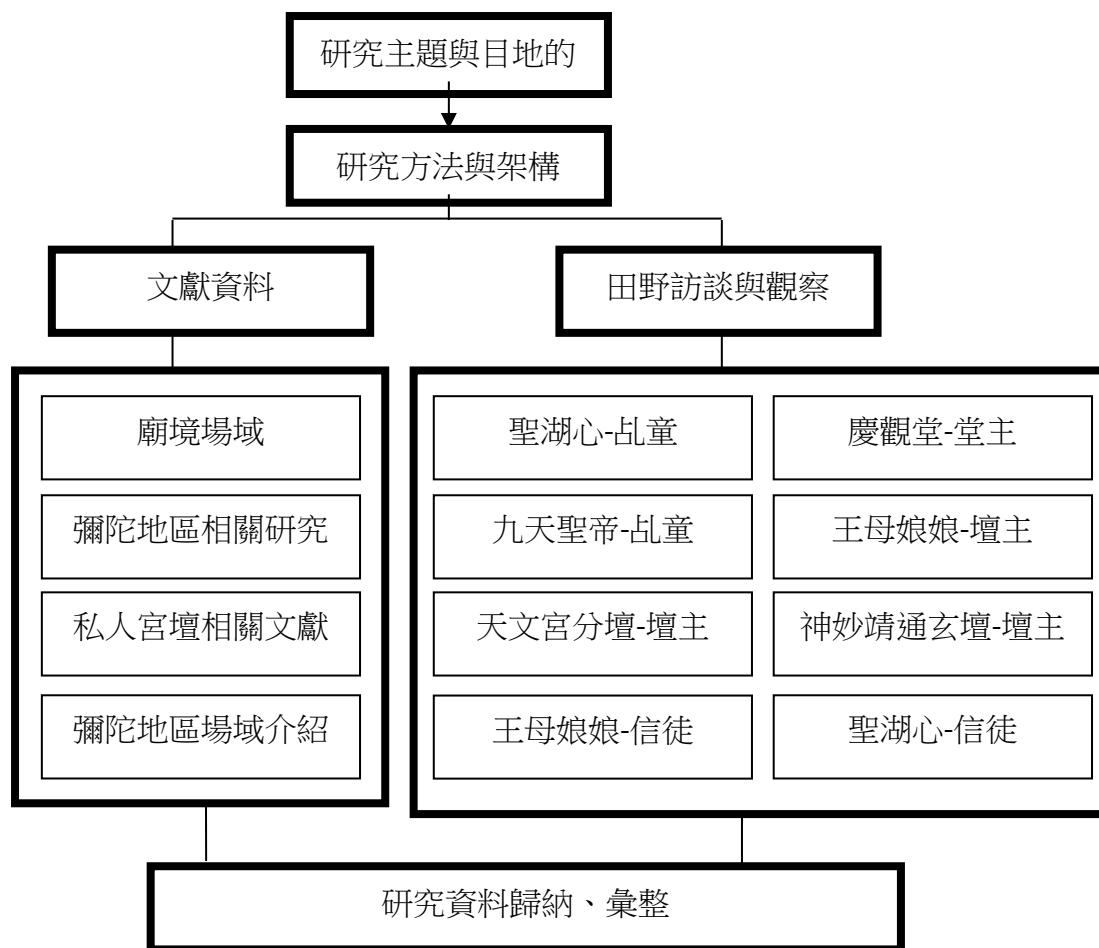 研究主題與目地的
研究方法與架構
文獻資料
田野訪談與觀察
廟境場域
彌陀地區相關研究
私人宮壇相關文獻
彌陀地區場域介紹
聖湖心-乩童
慶觀堂-堂主
九天聖帝-乩童
王母娘娘-壇主
天文宮分壇-壇主
神妙靖通玄壇-壇主
王母娘娘-信徒
聖湖心-信徒
研究資料歸納、彙整